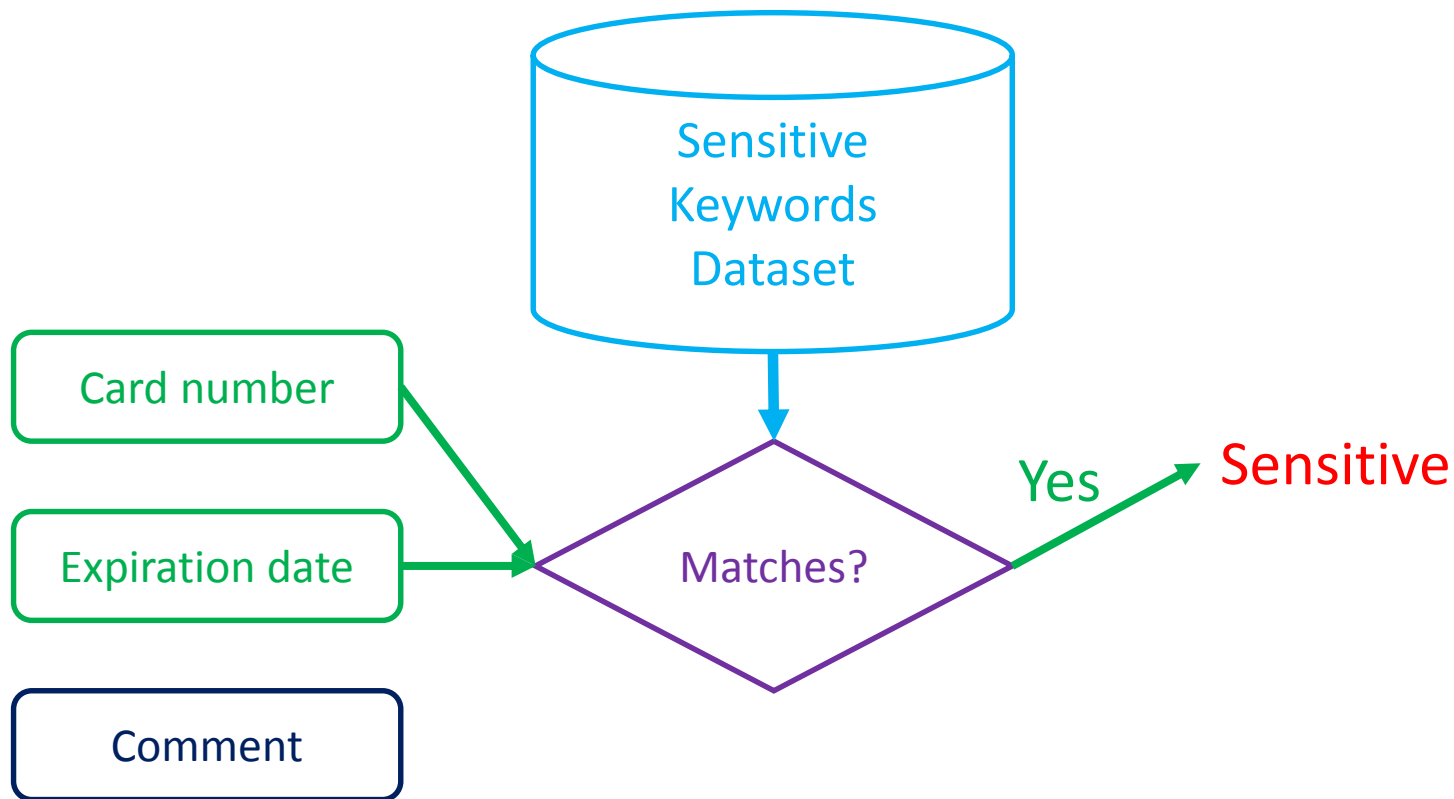 Sensitive
Keywords
Dataset
Card number
Expiration date
Comment
Matches?
Yes
Sensitive